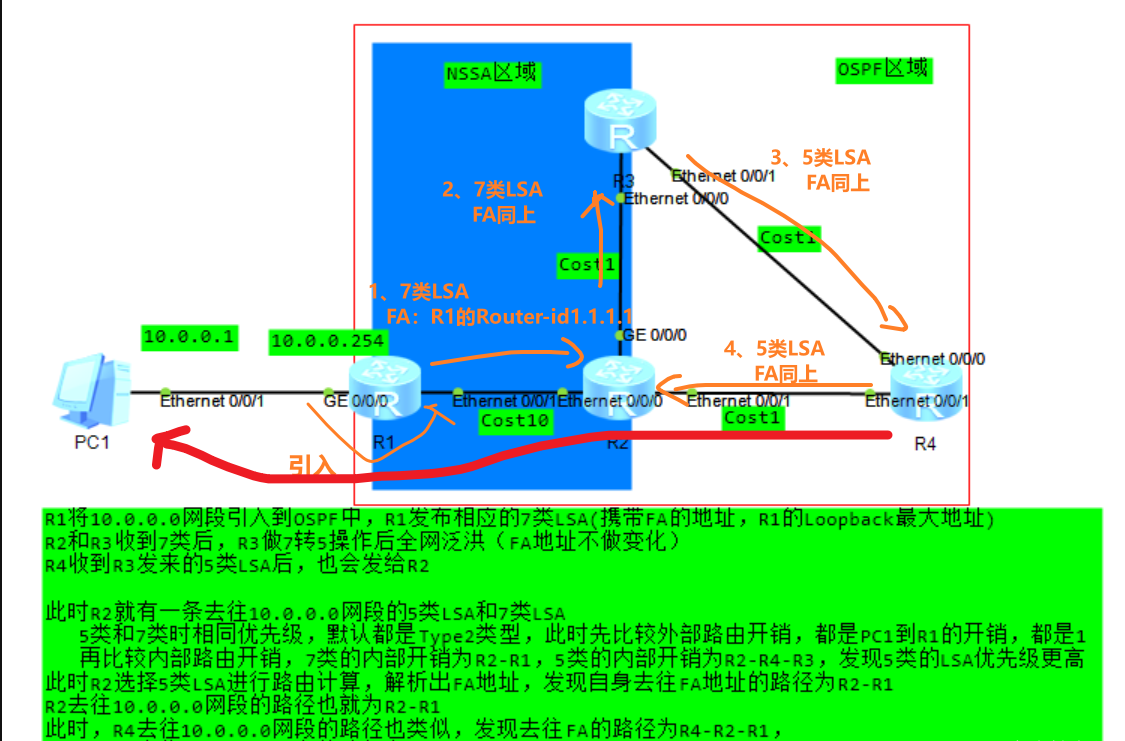 NSSA区域
OSPF区域
R
3、5类LSA
FA同上
Ethernet 0/0/1
R3
2、7类LSA
FA同上
Ethernet 0/0/0
Cost1
Cost1
1、7类LSA
FA：R1的Router-id1.1.1.1
10.0.0.1
10.0.0.254
GE 0/0/0
4、5类LSA
FA同上
Ethernet 0/0/0
Ethernet 0/0/1
GE 0/0/0
R
Ethernet 0/0/1
Ethernet 0/0/0
R
Ethernet 0/0/1
Ethernet 0/0/1
R
Cost10
Cost1
PC1
R1
R2
R4
引入
R1将10.0.0.0网段引入到OSPF中，R1发布相应的7类LSA(携带FA的地址，R1的Loopback最大地址)
R2和R3收到7类后，R3做7转5操作后全网泛洪（FA地址不做变化）
R4收到R3发来的5类LSA后，也会发给R2
此时R2就有一条去往10.0.0.0网段的5类LSA和7类LSA
5类和7类时相同优先级，默认都是Type2类型，此时先比较外部路由开销，都是PC1到R1的开销，都是1
再比较内部路由开销，7类的内部开销为R2-R1，5类的内部开销为R2-R4-R3，发现5类的LSA优先级更高
此时R2选择5类LSA进行路由计算，解析出FA地址，发现自身去往FA地址的路径为R2-R1
R2去往10.0.0.0网段的路径也就为R2-R1
此时，R4去往10.0.0.0网段的路径也类似，发现去往FA的路径为R4-R2-R1，